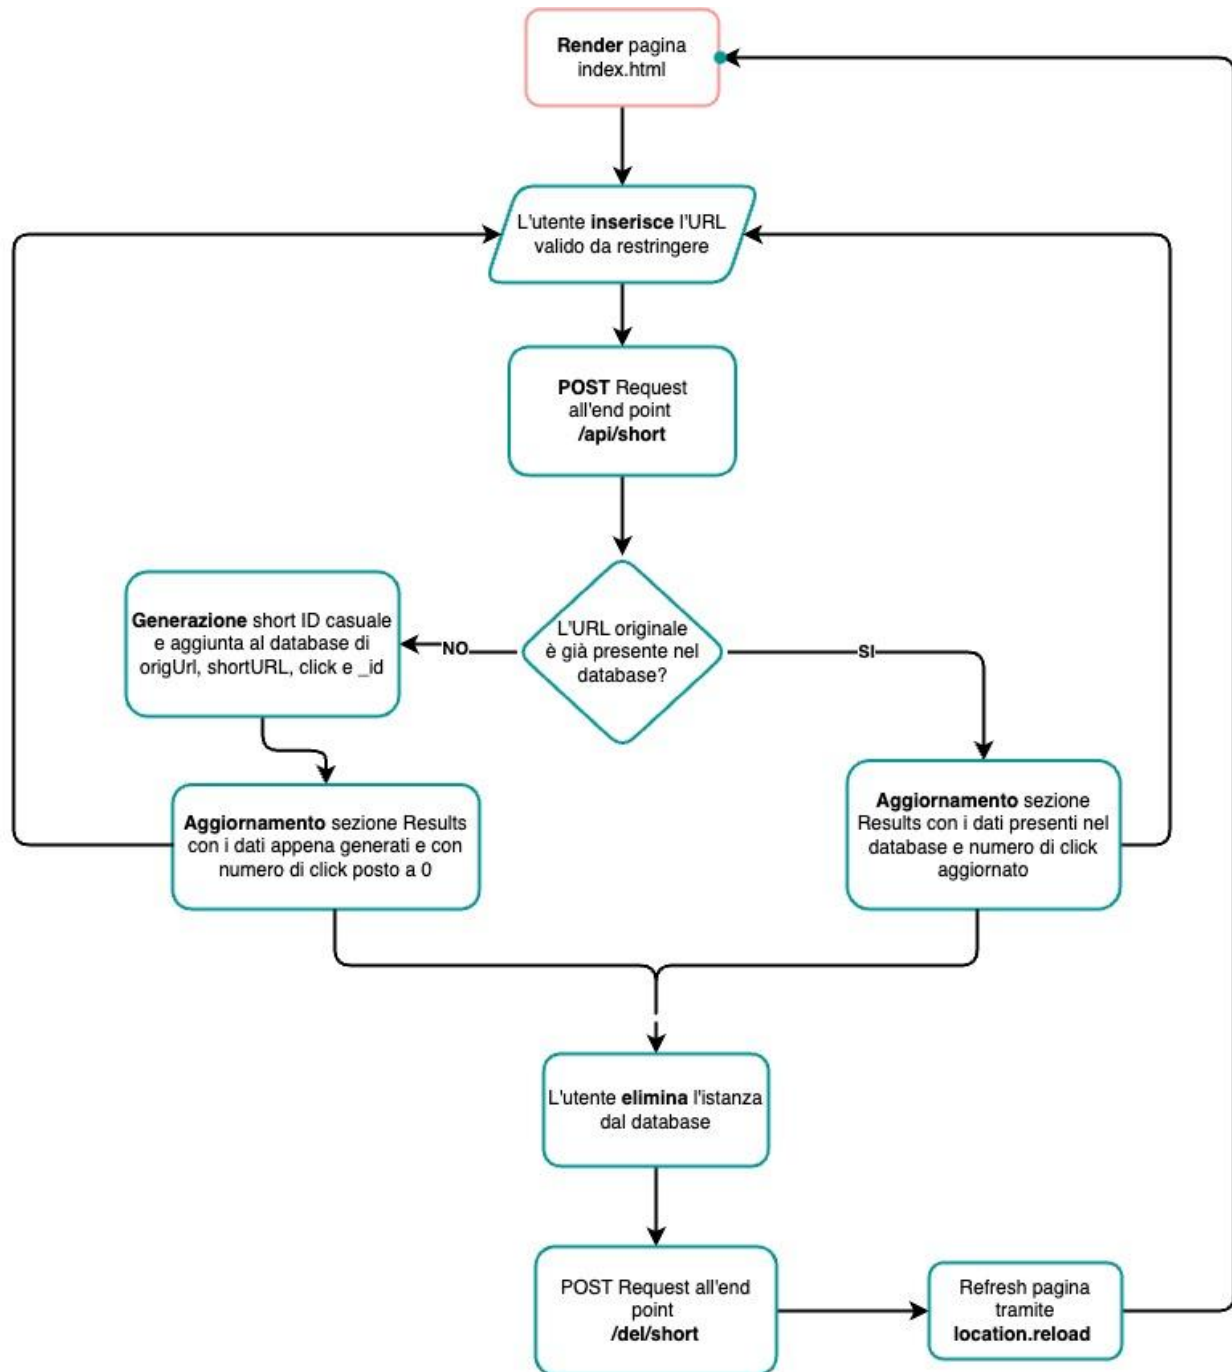 Render pagina
index.html
L'utente inserisce l'URL
valido da restringere
POST Request
all'end point
/api/short
L'URL originale
è già presente nel
database?
NO
SI
Generazione short ID casuale
e aggiunta al database di
origUrl, shortURL, click e _id
Aggiornamento sezione Results
con i dati appena generati e con
numero di click posto a 0
Aggiornamento sezione
Results con i dati presenti nel
database e numero di click
aggiornato
L'utente elimina l'istanza
dal database
POST Request all'end
point
/del/short
Refresh pagina
tramite
location.reload